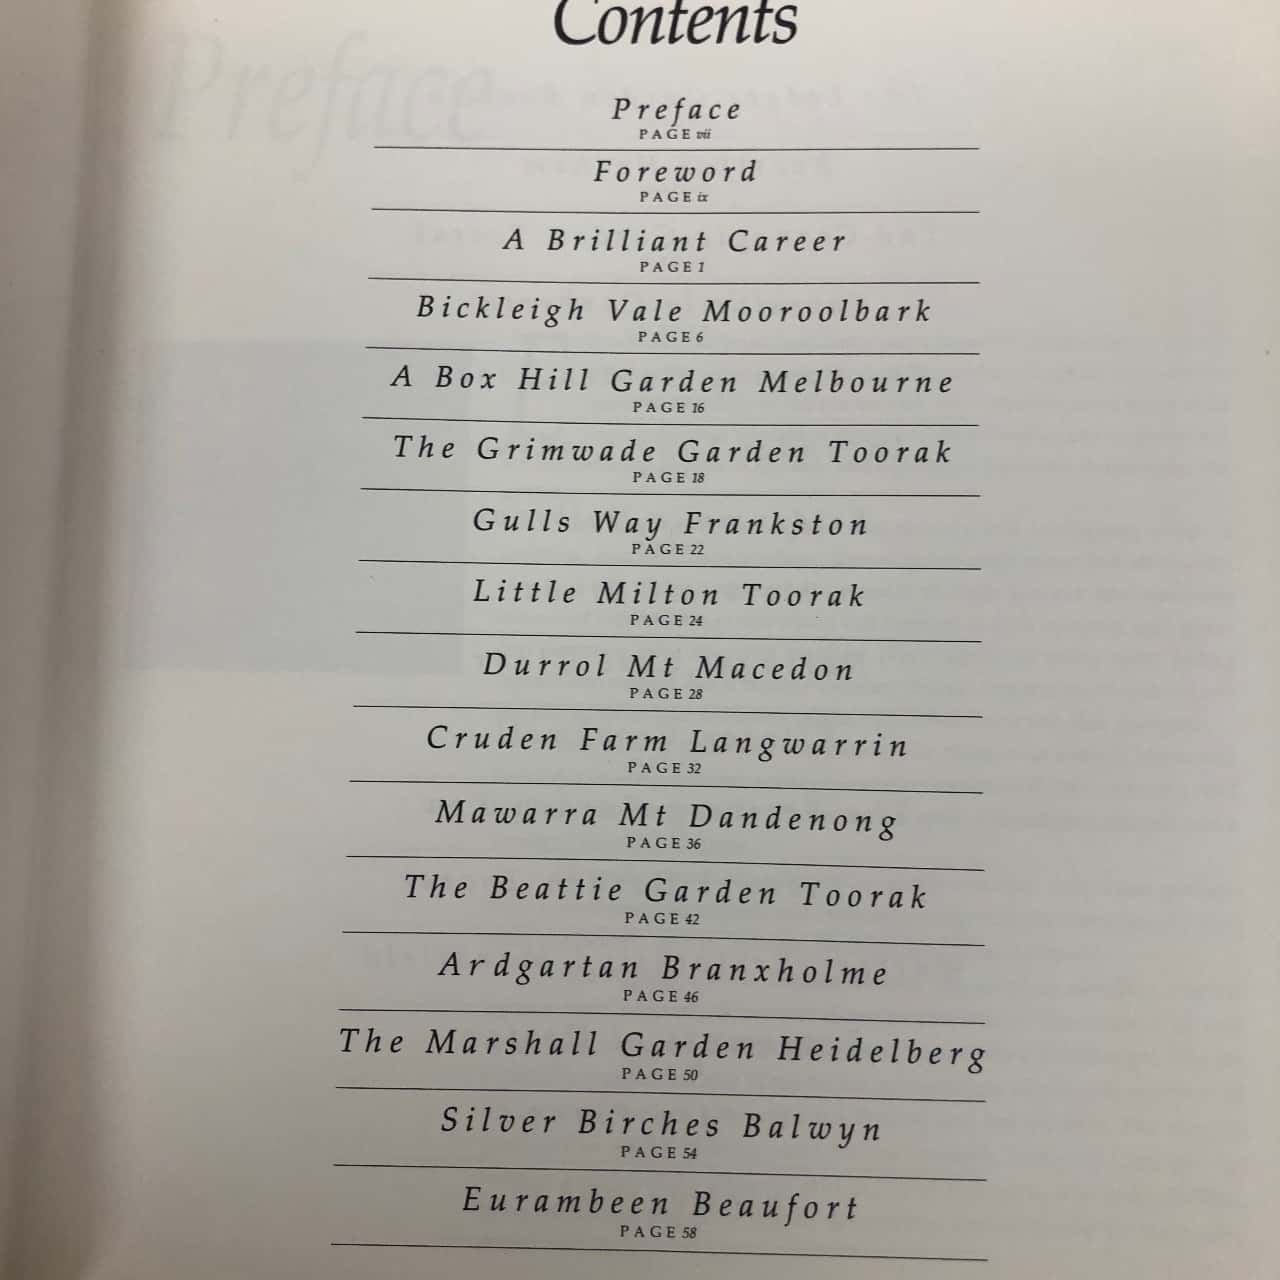 Contents
Preface
PAGE vii
Foreword
PAGE ix
A Brilliant Career
PAGE 1
Bickleigh Vale Mooroolbark
PAGE 6
A Box Hill Garden Melbourne
PAGE 16
The Grimwade Garden Toorak
PAGE 18
Gulls Way Frankston
PAGE 22
Little Milton Toorak
PAGE 24
Durrol Mt Macedon
PAGE 28
Cruden Farm Langwarrin
PAGE 32
Mawarra Mt Dandenong
PAGE 36
The Beattie Garden Toorak
PAGE 42
Ardgartan Branxholme
PAGE 46
The Marshall Garden Heidelberg
PAGE 50
Silver Birches Balwyn
PAGE 54
Eurambeen Beaufort
PAGE 58